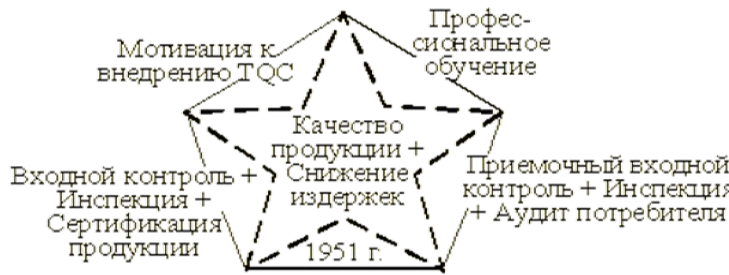 Мотивация к
внедрению TQC
Профес-
сиональное
обучение
Качество
продукции +
Снижение
издержек
Входной контроль +
Инспекция +
Сертификация
продукции
Приемочный входной
контроль + Инспекция
+ Аудит потребителя
1951 г.